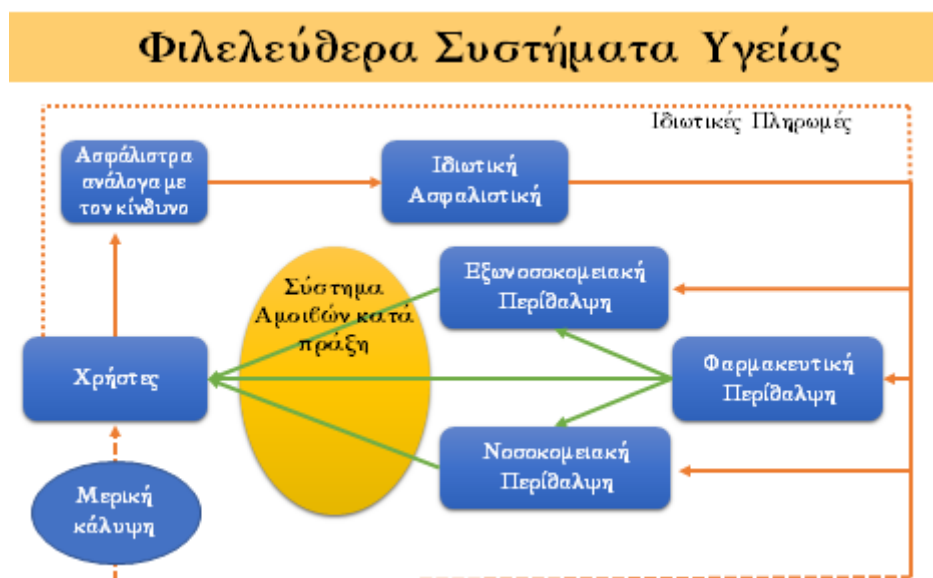 Φιλελεύθερα Συστήματα Υγείας
Ιδιωτικές Πληρωμές
Ασφάλιστρα
ανάλογα με
τον κίνδυνο
Ιδιωτική
Ασφαλιστική
Εξωνοσοκομειακή
Περίθαλψη
Σύστημα
Αμοιβών κατά
πράξη
Χρήστες
Φαρμακευτική
Περίθαλψη
Νοσοκομειακή
Περίθαλψη
Μερική
κάλυψη